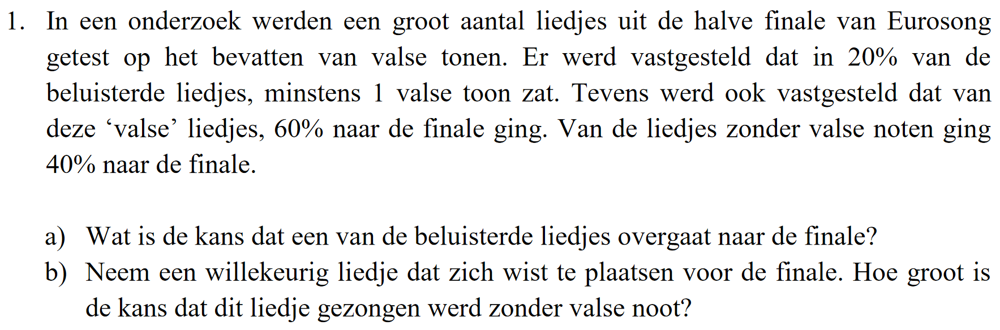 1. In een onderzoek werden een groot aantal liedjes uit de halve finale van Eurosong
getest op het bevatten van valse tonen. Er werd vastgesteld dat in 20% van de
beluisterde liedjes, minstens 1 valse toon zat. Tevens werd ook vastgesteld dat van
deze ‘valse’ liedjes, 60% naar de finale ging. Van de liedjes zonder valse noten ging
40% naar de finale.
a) Wat is de kans dat een van de beluisterde liedjes overgaat naar de finale?
b) Neem een willekeurig liedje dat zich wist te plaatsen voor de finale. Hoe groot is
de kans dat dit liedje gezongen werd zonder valse noot?